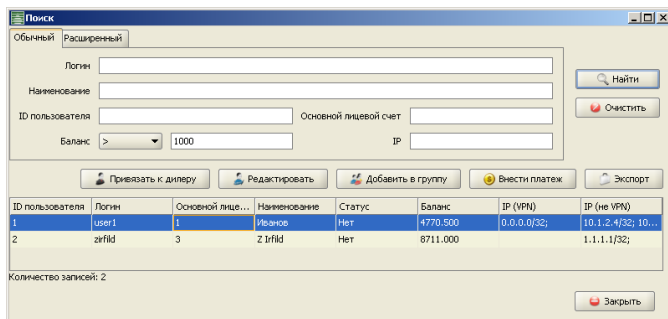 Поиск
Обычный Расширенный
Логин
Найти
Наименование
Очистить
ID пользователя Основной лицевой счет
Баланс > 1000 IP
Привязать к дилеру Редактировать Добавить в группу Внести платеж Экспорт
ID пользователя Логин Основной лице... Наименование Статус Баланс IP (VPN) IP (не VPN)
1 user1 1 Иванов Нет 4770.500 0.0.0.0/32; 10.1.2.4/32; 10...
2 zirfild 3 Z Irfild Нет 8711.000 1.1.1.1/32;
Количество записей: 2
Закрыть